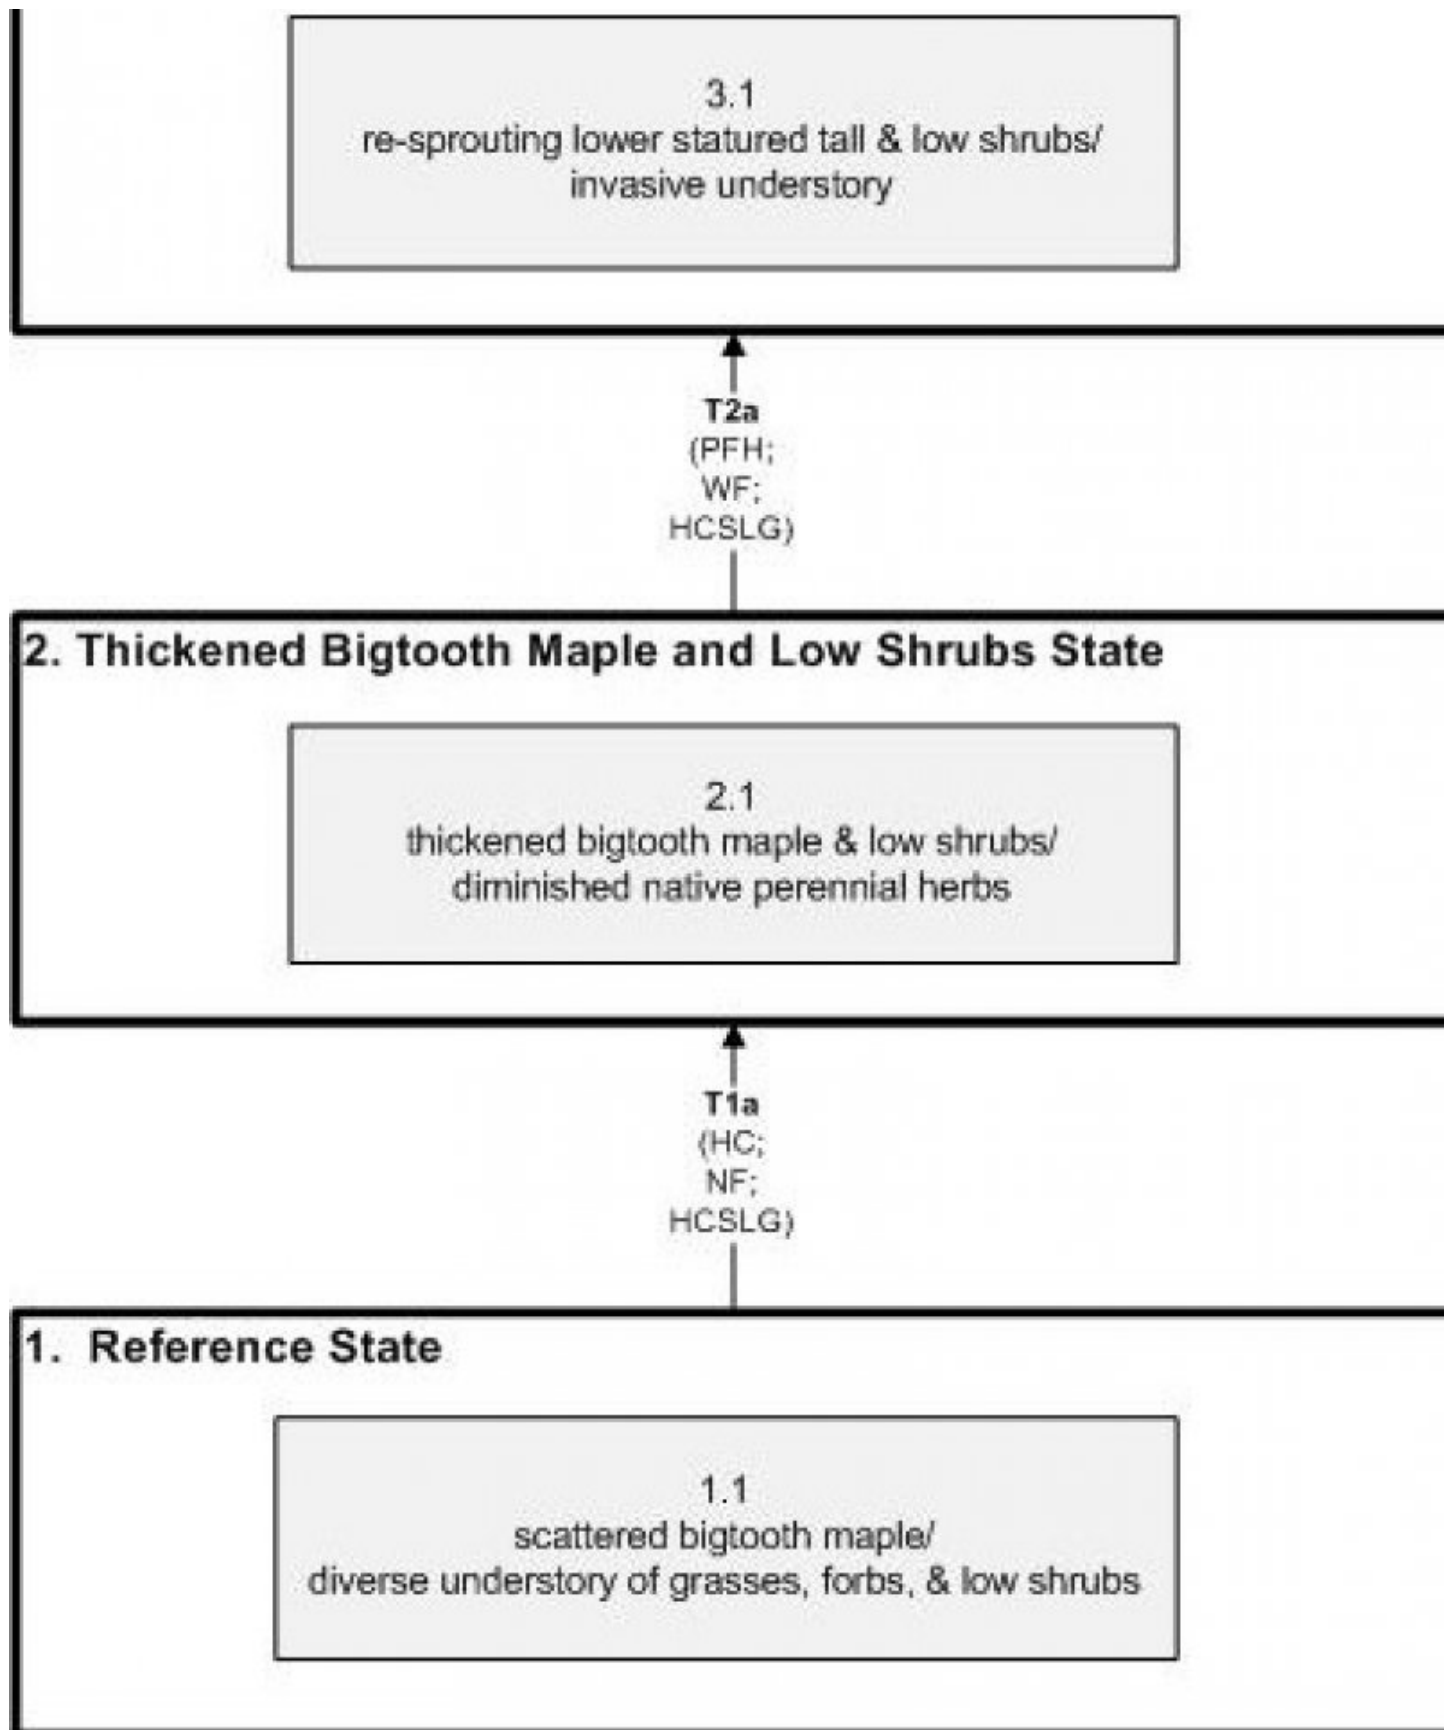 3.1
re-sprouting lower statured tall & low shrubs/
invasive understory
T2a
(PFH;
WF;
HCSLG)
2. Thickened Bigtooth Maple and Low Shrubs State
2.1
thickened bigtooth maple & low shrubs/
diminished native perennial herbs
T1a
(HC;
NF;
HCSLG)
1. Reference State
1.1
scattered bigtooth maple/
diverse understory of grasses, forbs, & low shrubs